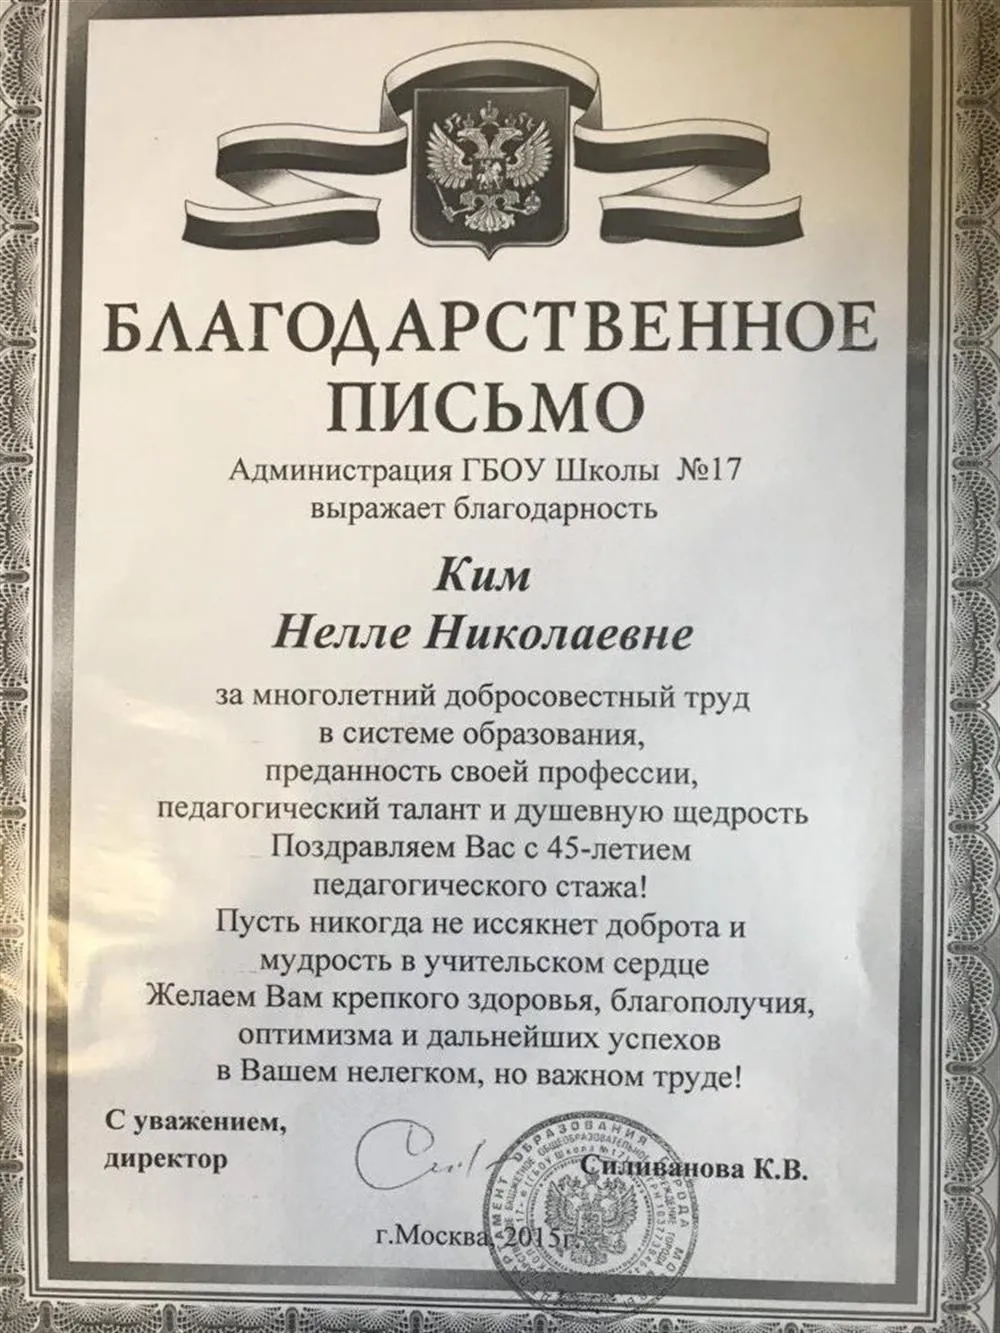 БЛАГОДАРСТВЕННОЕ
ПИСЬМО
Администрация ГБОУ Школы №17
выражает благодарность
Ким
Нелле Николаевне
за многолетний добросовестный труд
в системе образования,
преданность своей профессии,
педагогический талант и душевную щедрость
Поздравляем Вас с 45-летием
педагогического стажа!
Пусть никогда не иссякнет доброта и
мудрость в учительском сердце
Желаем Вам крепкого здоровья, благополучия,
оптимизма и дальнейших успехов
в Вашем нелегком, но важном труде!
С уважением,
директор
Силиванова К.В.
г.Москва, 2015г.
ОБРАЗОВАНИЯ ГОРОДА